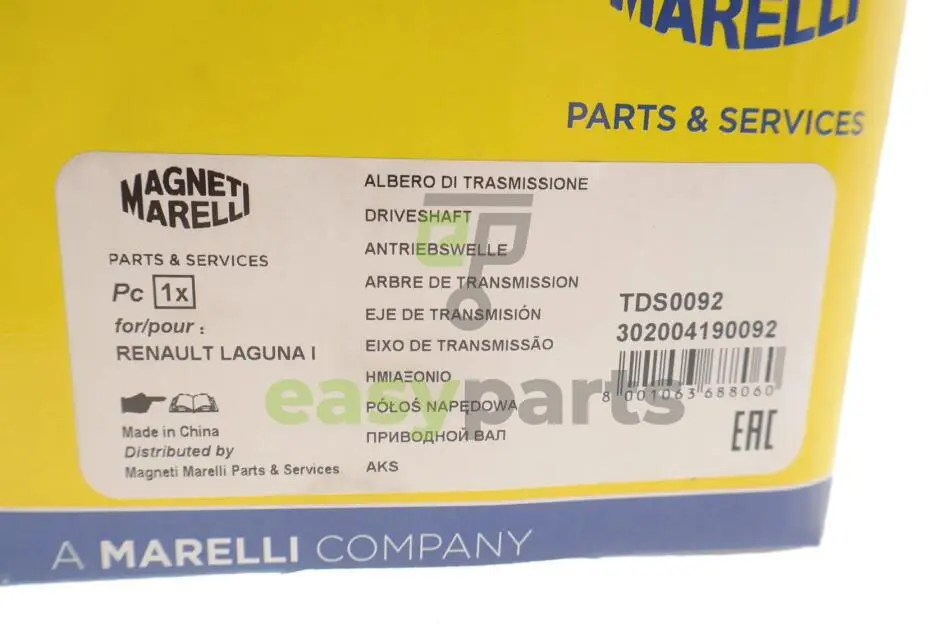 MARELLI
PARTS & SERVICES
MAGNETI
MARELLI
PARTS & SERVICES
Pc 1x
for/pour :
RENAULT LAGUNA I
Made in China
Distributed by
Magneti Marelli Parts & Services
ALBERO DI TRASMISSIONE
DRIVESHAFT
ANTRIEBSWELLE
ARBRE DE TRANSMISSION
EJE DE TRANSMISIÓN
EIXO DE TRANSMISSÃO
ΗΜΙΑΞΟΝΙΟ
PÓŁOŚ NAPĘDOWA
ПРИВОДНОЙ ВАЛ
AKS
TDS0092
302004190092
8 001063 688060
EAC
ep
easyparts
A MARELLI COMPANY